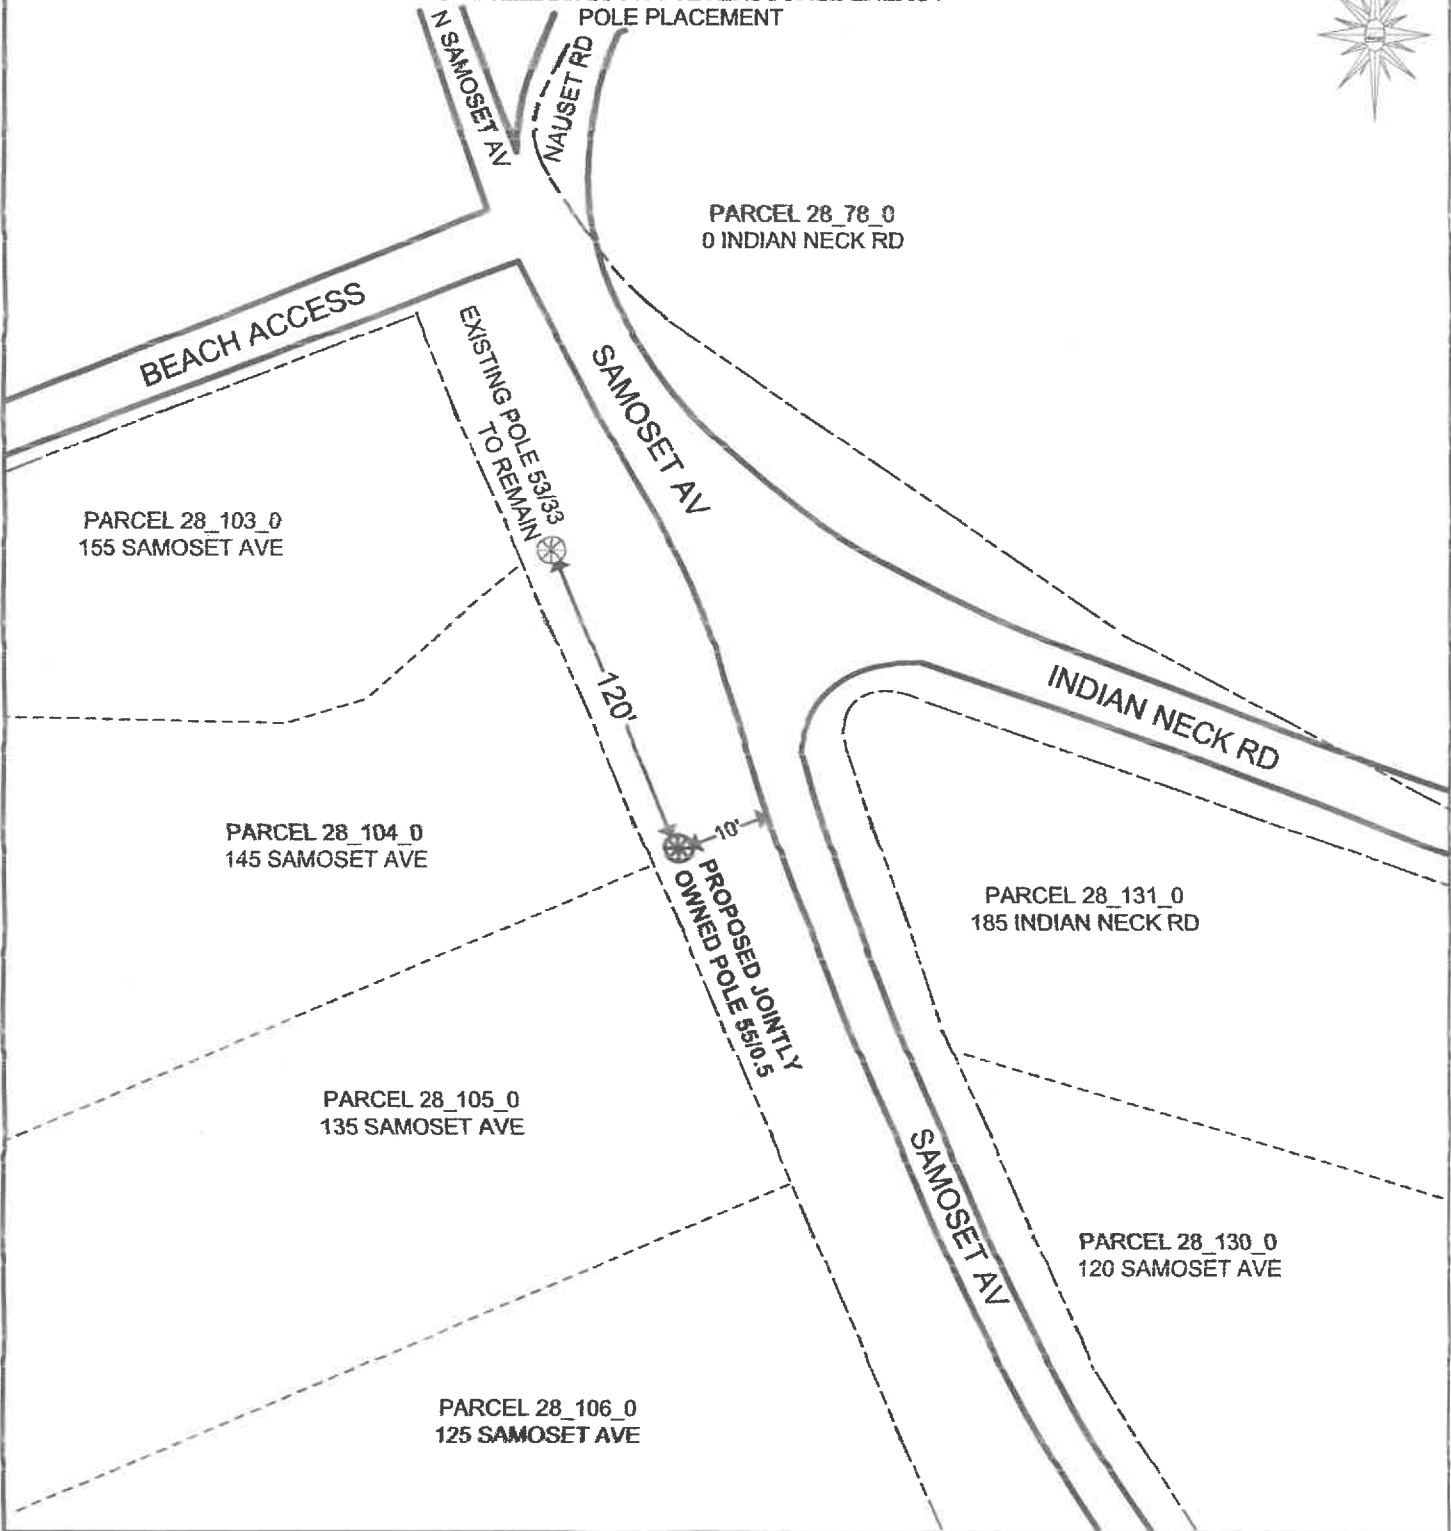 POLE PLACEMENT
N SAMOSET AV
NAUSET RD
PARCEL 28_78_0
0 INDIAN NECK RD
BEACH ACCESS
EXISTING POLE 53/33
TO REMAIN
SAMOSET AV
PARCEL 28_103_0
155 SAMOSET AVE
120'
INDIAN NECK RD
PARCEL 28_104_0
145 SAMOSET AVE
10'
PROPOSED JOINTLY
OWNED POLE 55/0.5
PARCEL 28_131_0
185 INDIAN NECK RD
PARCEL 28_105_0
135 SAMOSET AVE
SAMOSET AV
PARCEL 28_130_0
120 SAMOSET AVE
PARCEL 28_106_0
125 SAMOSET AVE